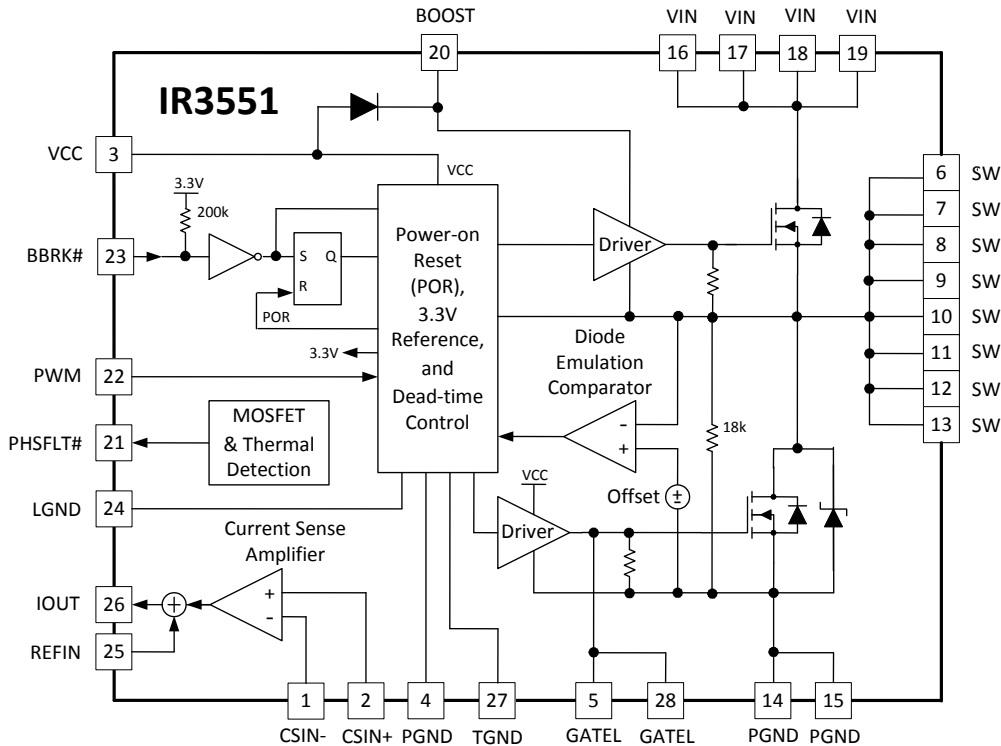 BOOST
VIN
VIN
VIN
VIN
20
16
17
18
19
IR3551
VCC
3
VCC
3.3V
200k
BBRK#
23
S
Q
R
POR
3.3V
Power-on
Reset
(POR),
3.3V
Reference,
and
Dead-time
Control
Driver
6
SW
7
SW
8
SW
9
SW
10
SW
11
SW
12
SW
13
SW
PWM
22
Diode
Emulation
Comparator
-
+
18k
PHSFLT#
21
MOSFET
& Thermal
Detection
LGND
24
VCC
Offset
±
Driver
Current Sense
Amplifier
IOUT
26
+
+
-
REFIN
25
1
2
4
27
5
28
14
15
CSIN-
CSIN+
PGND
TGND
GATEL
GATEL
PGND
PGND